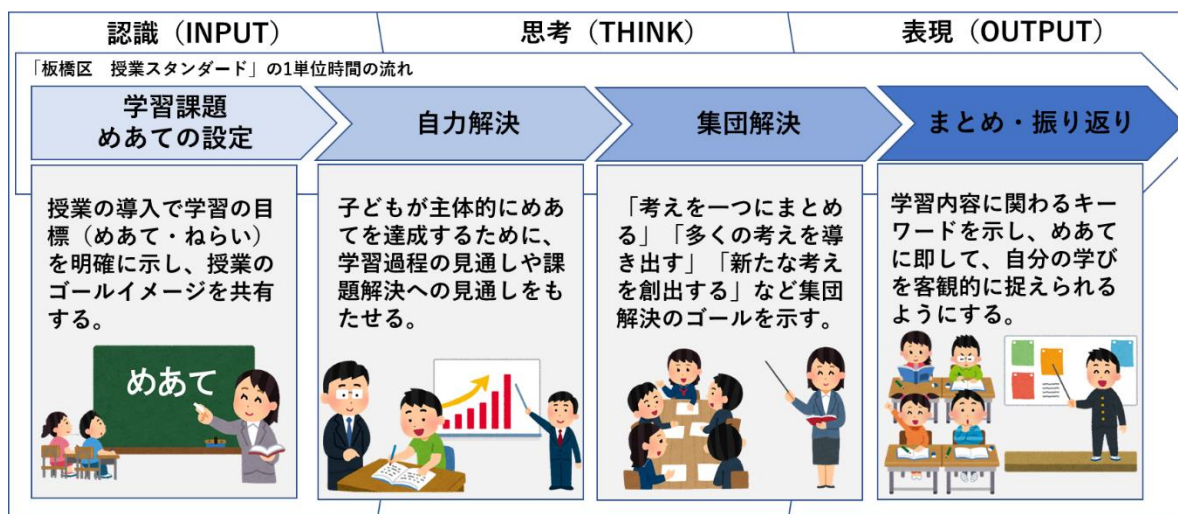 認識（INPUT）
思考（THINK）
表現（OUTPUT）
「板橋区　授業スタンダード」の1単位時間の流れ
学習課題
めあての設定
自力解決
集団解決
まとめ・振り返り
授業の導入で学習の目
標（めあて・ねらい）
を明確に示し、授業の
ゴールイメージを共有
する。
めあて
子どもが主体的にめあ
てを達成するために、
学習過程の見通しや課
題解決への見通しをも
たせる。
「考えを一つにまとめ
る」「多くの考えを導
き出す」「新たな考え
を創出する」など集団
解決のゴールを示す。
学習内容に関わるキー
ワードを示し、めあて
に即して、自分の学び
を客観的に捉えられる
ようにする。